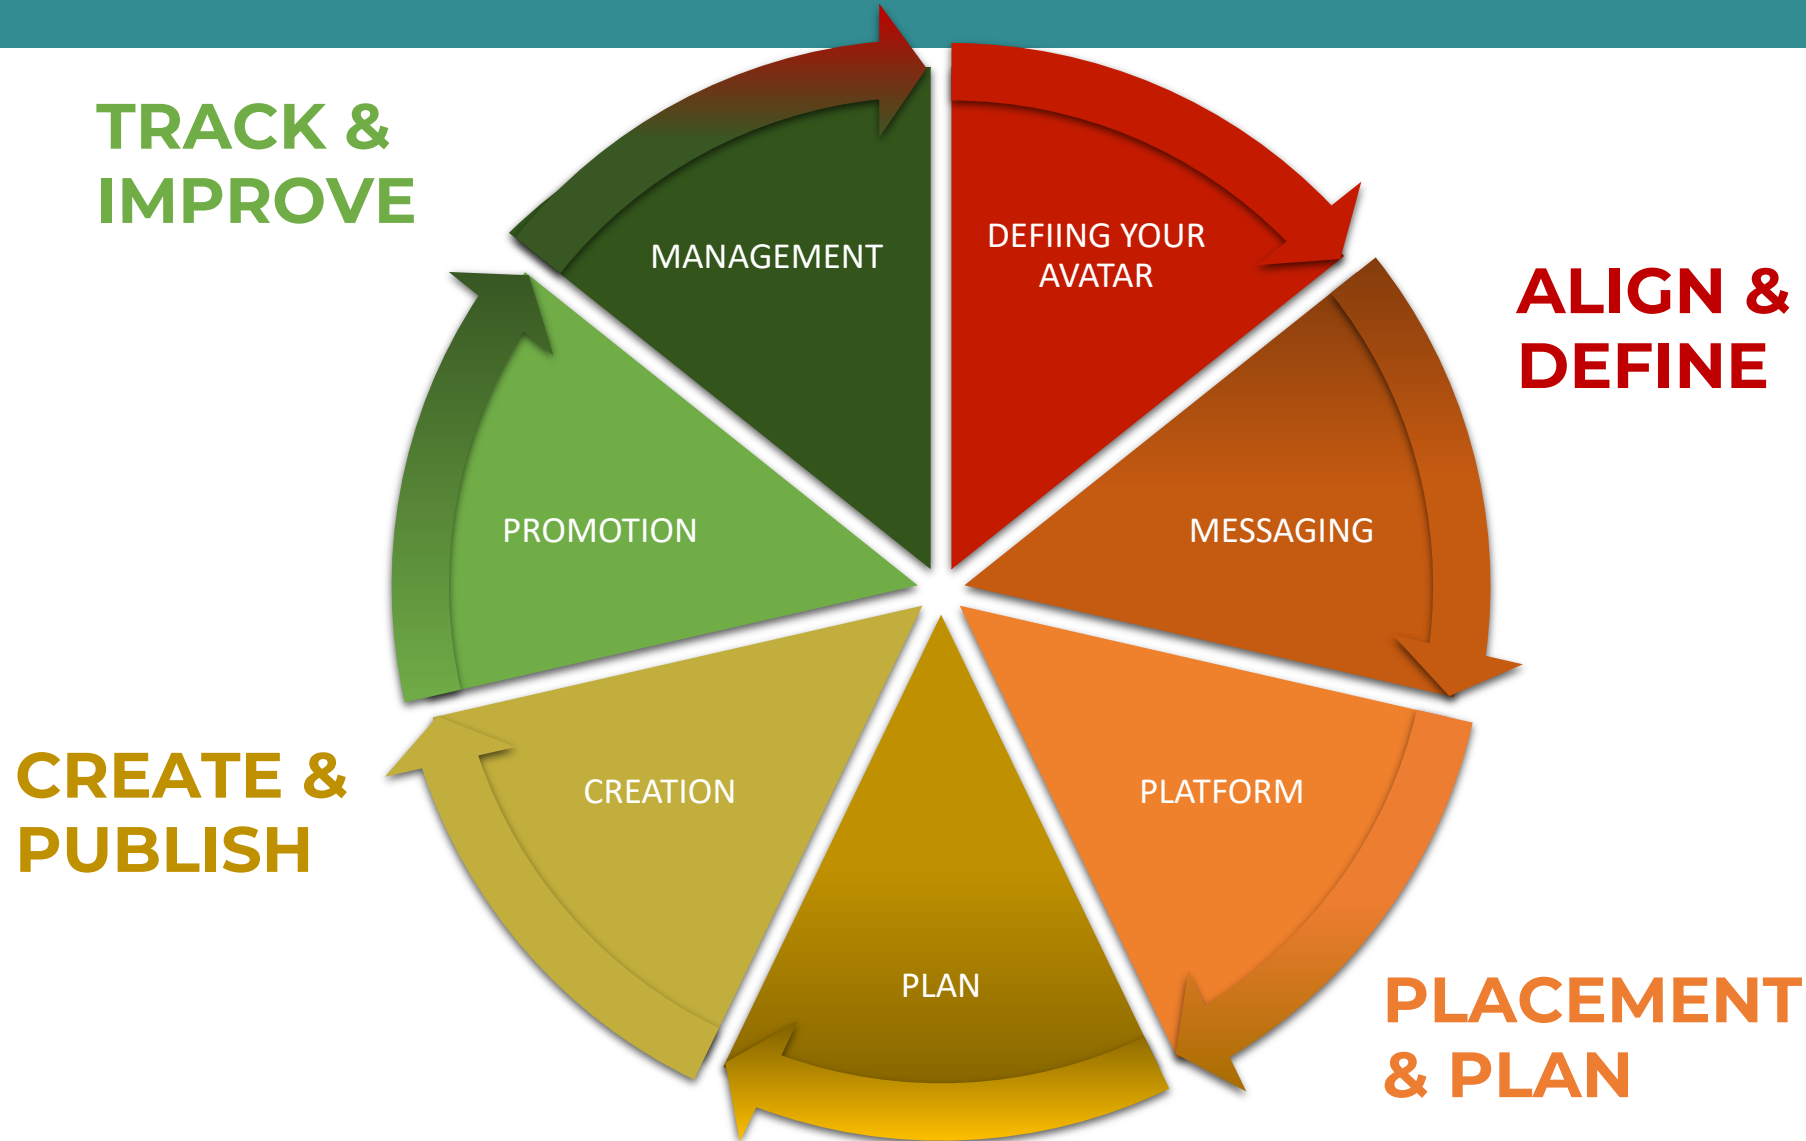 TRACK &
IMPROVE
MANAGEMENT
DEFIING YOUR
AVATAR
ALIGN &
DEFINE
PROMOTION
MESSAGING
CREATE &
PUBLISH
CREATION
PLATFORM
PLAN
PLACEMENT
& PLAN